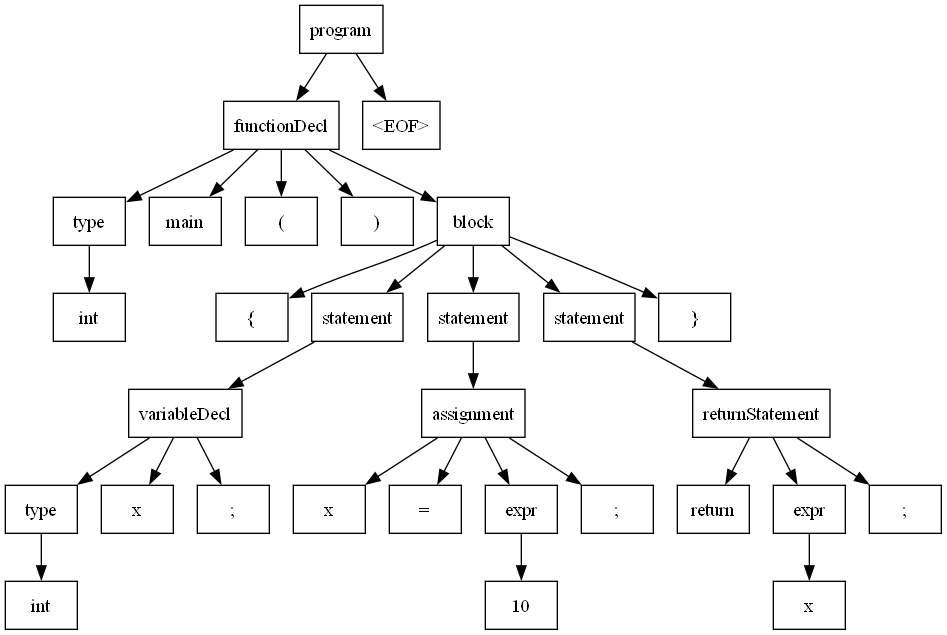 program
functionDecl <EOF>
type main ( ) block
int { statement statement statement }
variableDecl assignment returnStatement
type x ; x = expr ; return expr ;
int 10 x